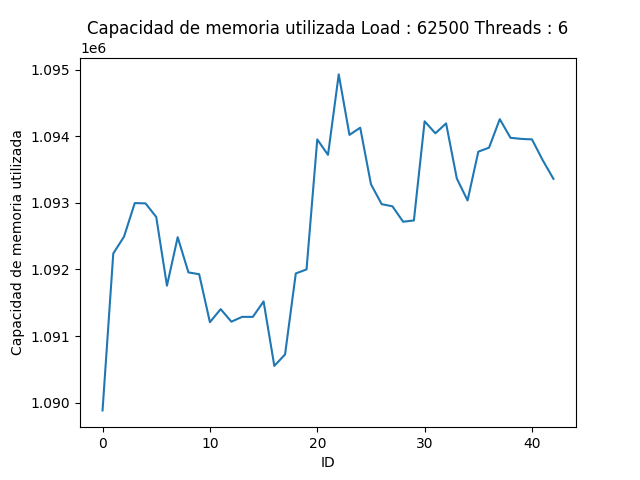 Capacidad de memoria utilizada Load : 62500 Threads : 6
1e6
1.095
1.094
1.093
1.092
1.091
1.090
Capacidad de memoria utilizada
0 10 20 30 40
ID